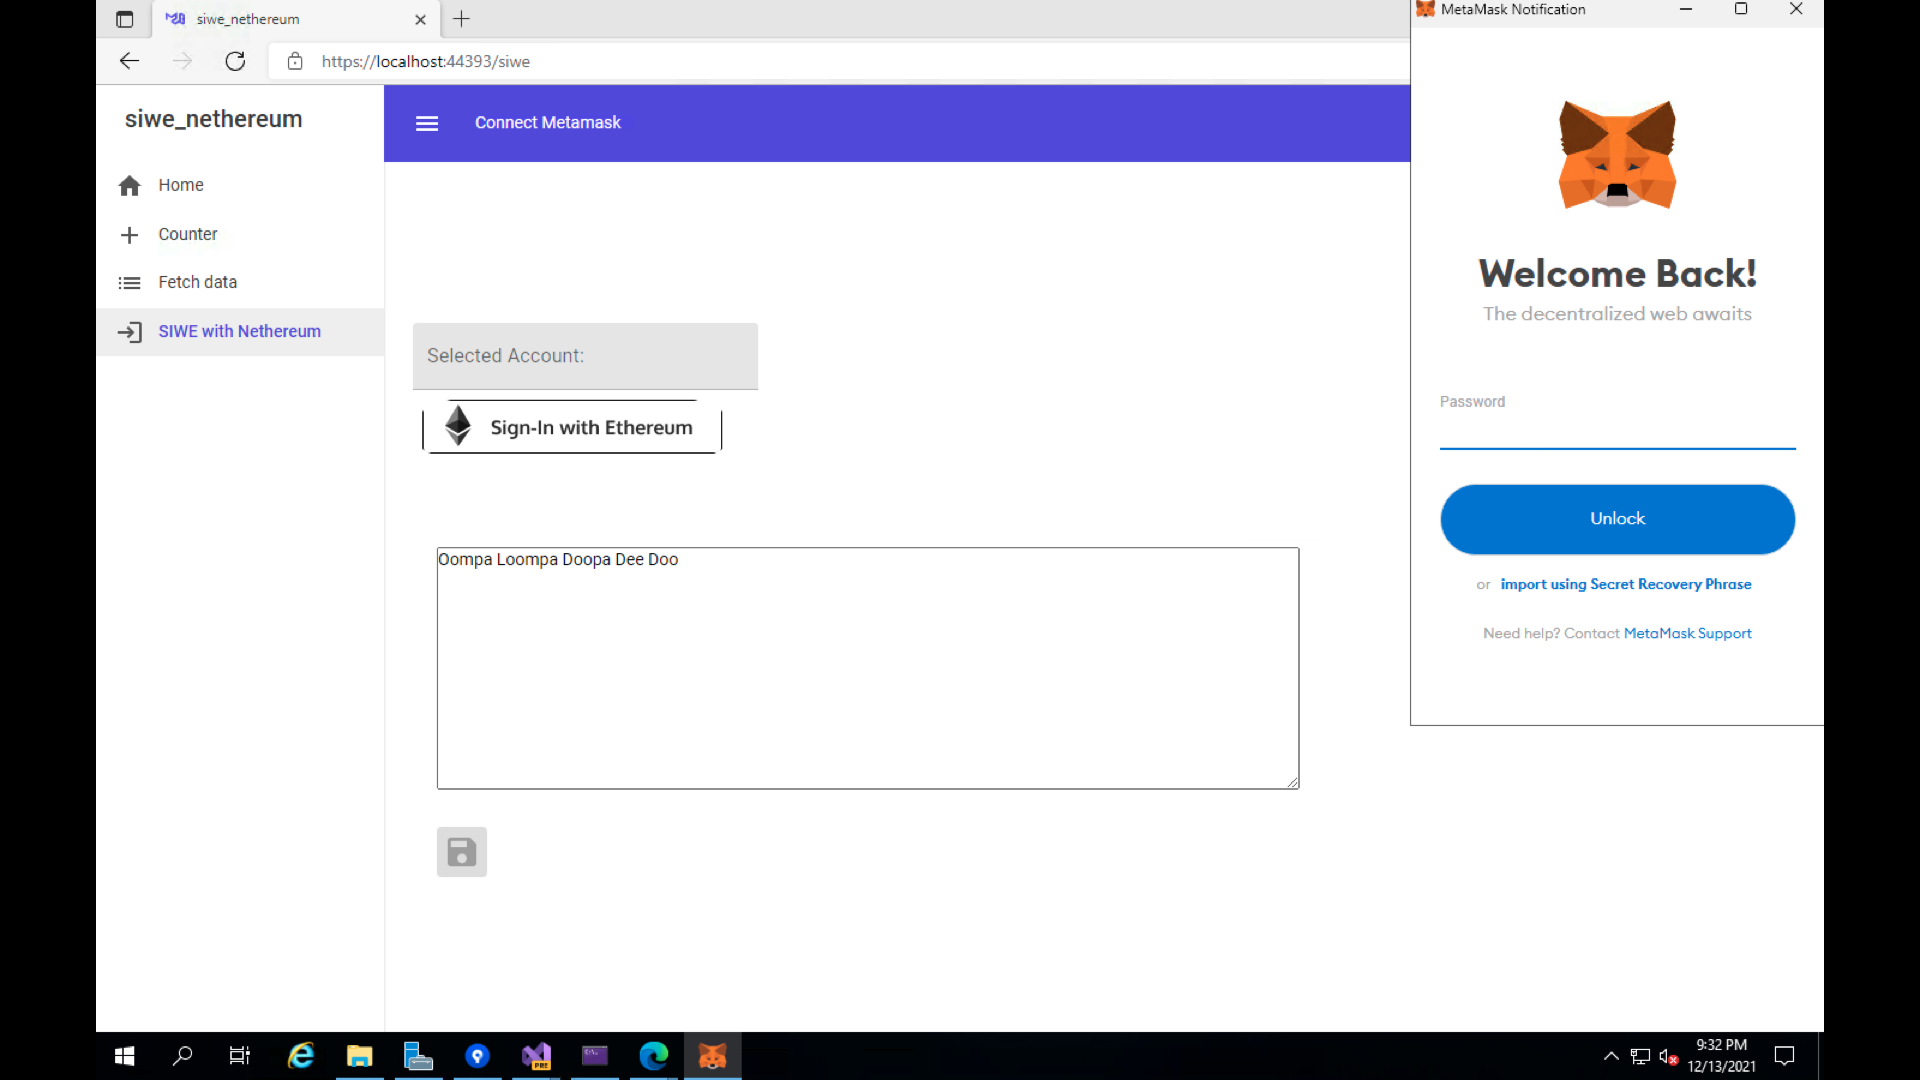 siwe_nethereum
MetaMask Notification
https://localhost:44393/siwe
siwe_nethereum
Connect Metamask
Home
Counter
Fetch data
SIWE with Nethereum
Selected Account:
Sign-In with Ethereum
Oompa Loompa Doopa Dee Doo
Welcome Back!
The decentralized web awaits
Password
Unlock
or import using Secret Recovery Phrase
Need help? Contact MetaMask Support
PRE
9:32 PM
12/13/2021